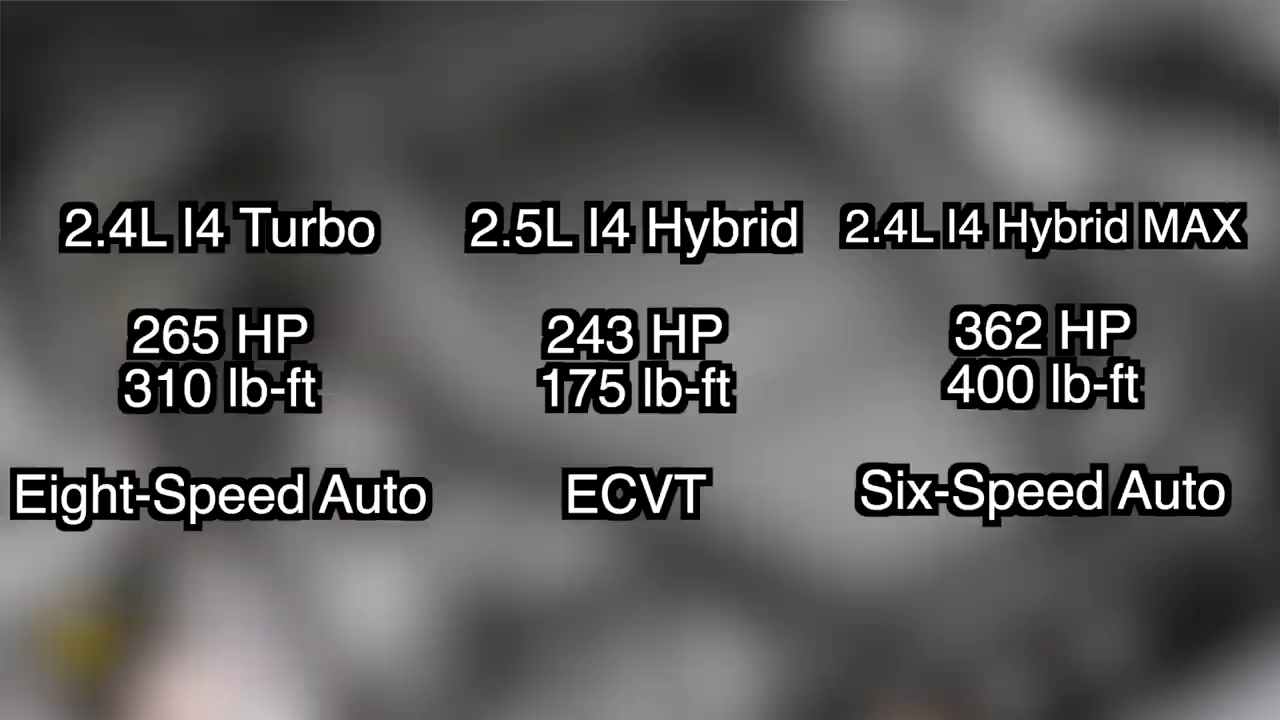 2.4L I4 Turbo
265 HP
310 lb-ft
Eight-Speed Auto
2.5L I4 Hybrid
243 HP
175 lb-ft
ECVT
2.4L I4 Hybrid MAX
362 HP
400 lb-ft
Six-Speed Auto